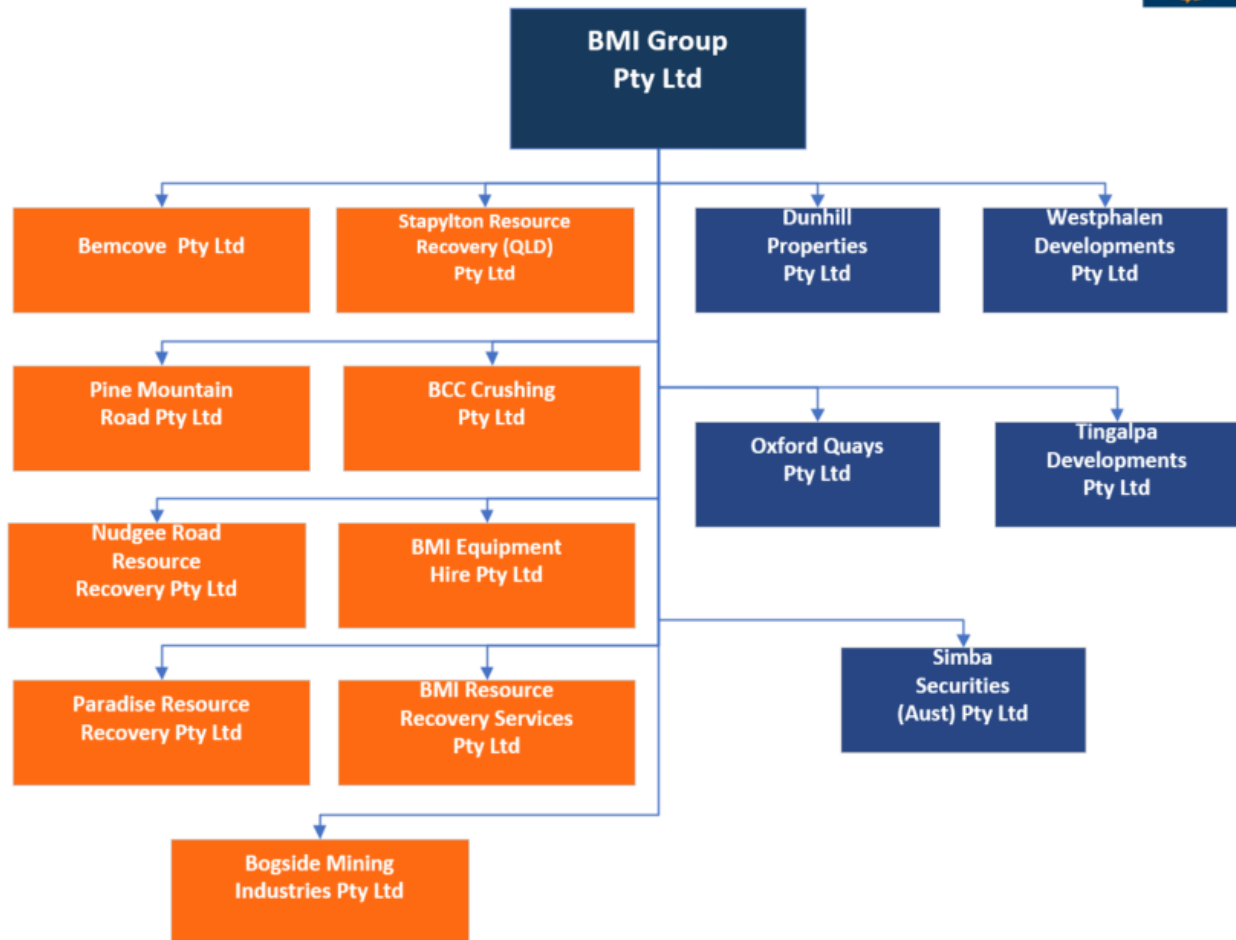 BMI Group
Pty Ltd
Bemcove Pty Ltd
Stapylton Resource
Recovery (QLD)
Pty Ltd
Dunhill
Properties
Pty Ltd
Westphalen
Developments
Pty Ltd
Pine Mountain
Road Pty Ltd
BCC Crushing
Pty Ltd
Oxford Quays
Pty Ltd
Tingalpa
Developments
Pty Ltd
Nudgee Road
Resource
Recovery Pty Ltd
BMI Equipment
Hire Pty Ltd
Simba
Securities
(Aust) Pty Ltd
Paradise Resource
Recovery Pty Ltd
BMI Resource
Recovery Services
Pty Ltd
Bogside Mining
Industries Pty Ltd